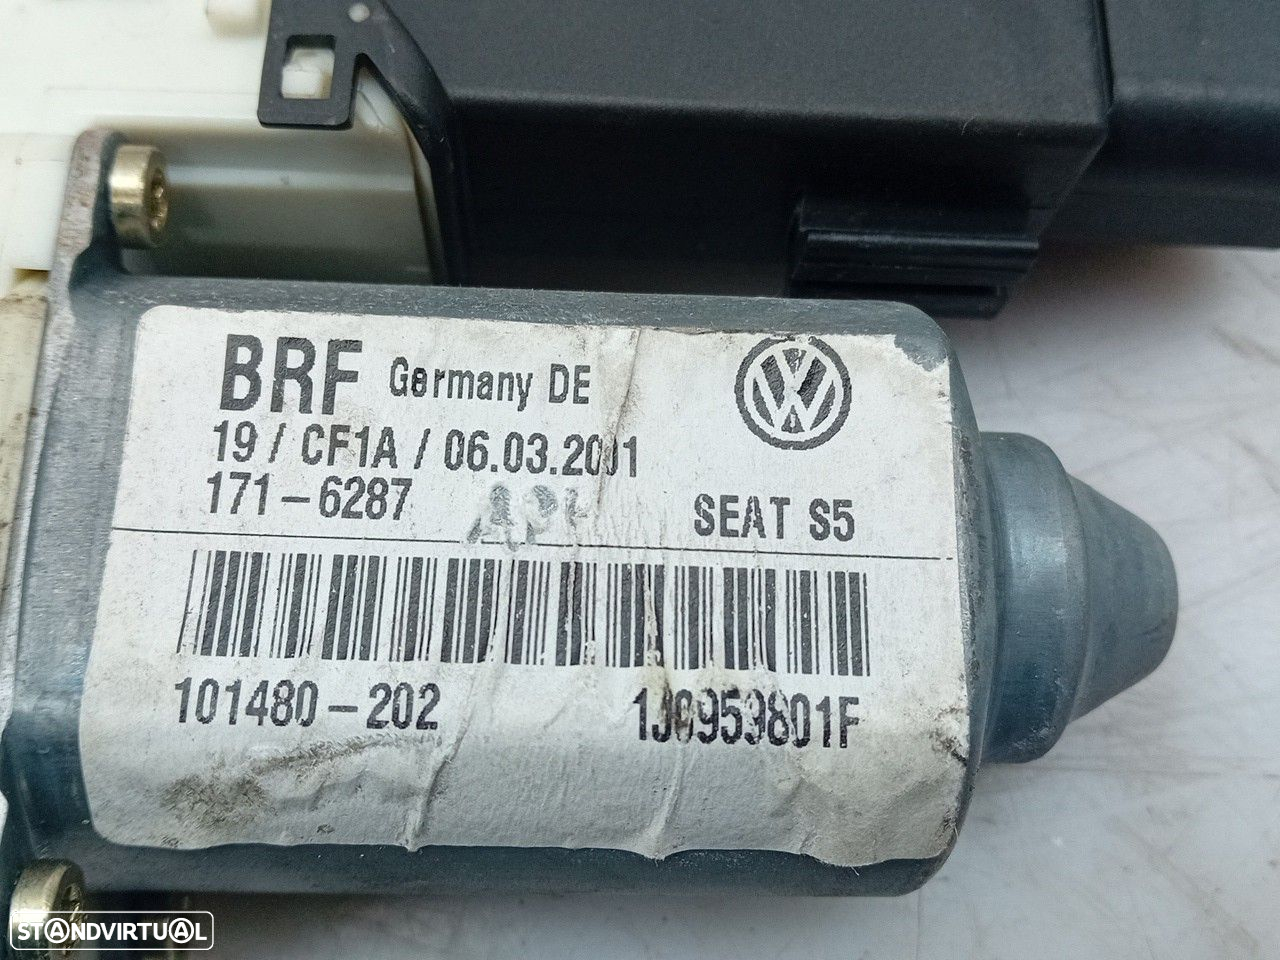 BRF Germany DE
19 / CF1A / 06.03.2001
171-6287
SEAT S5
101480-202 1J0959801F
STANDVIRTUAL